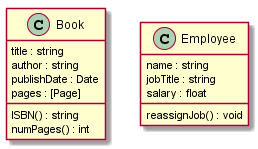 C Book
title : string
author : string
publishDate : Date
pages : [Page]
ISBN() : string
numPages() : int
C Employee
name : string
jobTitle : string
salary : float
reassignJob() : void